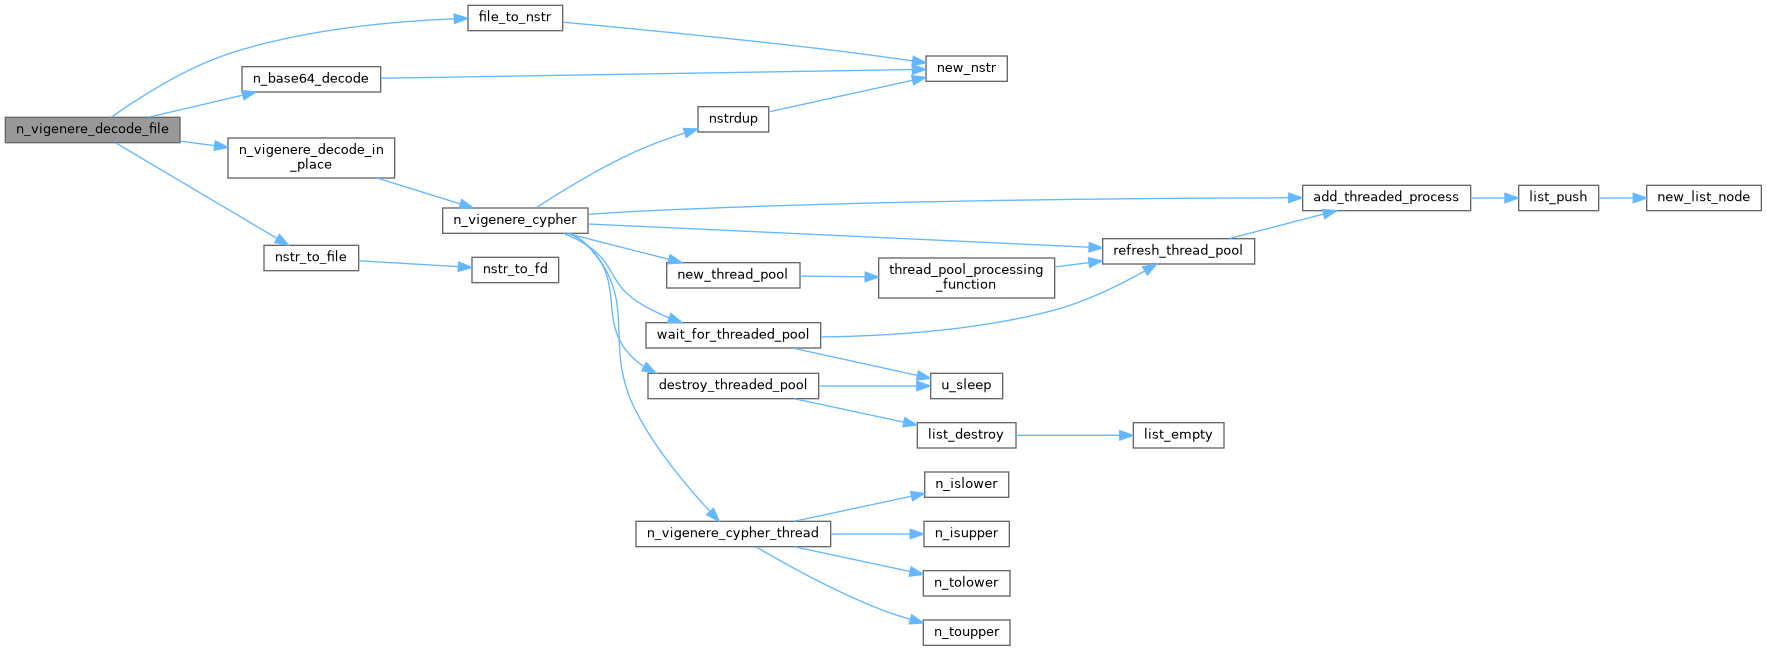 file_to_nstr
new_nstr
n_base64_decode
nstrdup
n_vigenere_decode_file
n_vigenere_decode_in
_place
add_threaded_process
list_push
new_list_node
n_vigenere_cypher
refresh_thread_pool
nstr_to_file
nstr_to_fd
new_thread_pool
thread_pool_processing
_function
wait_for_threaded_pool
destroy_threaded_pool
u_sleep
list_destroy
list_empty
n_islower
n_vigenere_cypher_thread
n_isupper
n_tolower
n_toupper